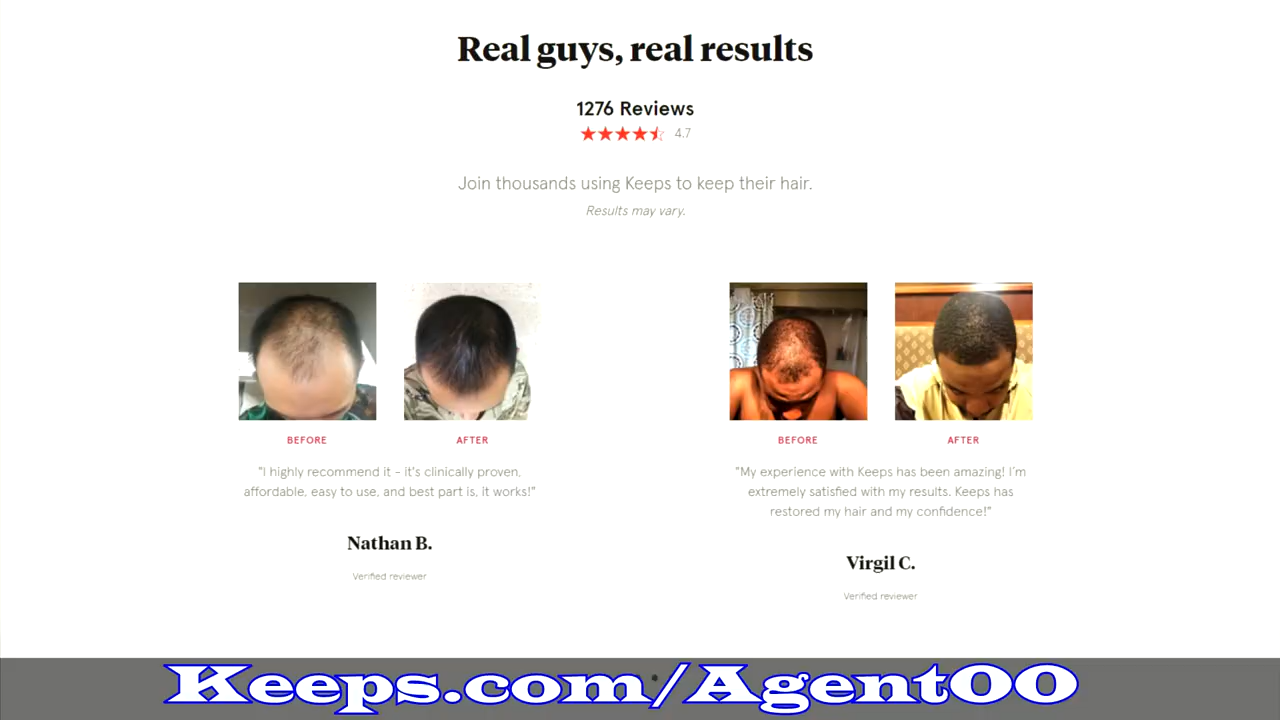 Real guys, real results
1276 Reviews
4.7
Join thousands using Keeps to keep their hair.
Results may vary.
BEFORE
AFTER
"I highly recommend it - it's clinically proven,
affordable, easy to use, and best part is, it works!"
Nathan B.
Verified reviewer
BEFORE
AFTER
"My experience with Keeps has been amazing! I'm
extremely satisfied with my results. Keeps has
restored my hair and my confidence!"
Virgil C.
Verified reviewer
Keeps.com/Agent00